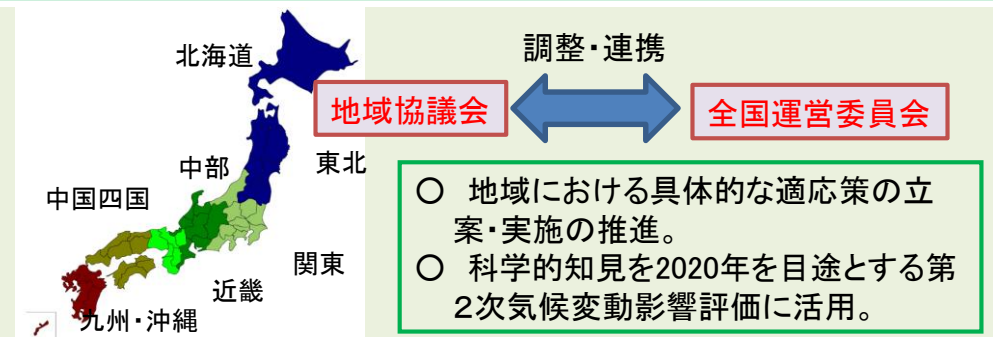 北海道
調整・連携
地域協議会
全国運営委員会
中部
東北
中国四国
関東
近畿
九州・沖縄
○ 地域における具体的な適応策の立
案・実施の推進。
○ 科学的知見を2020年を目途とする第
２次気候変動影響評価に活用。